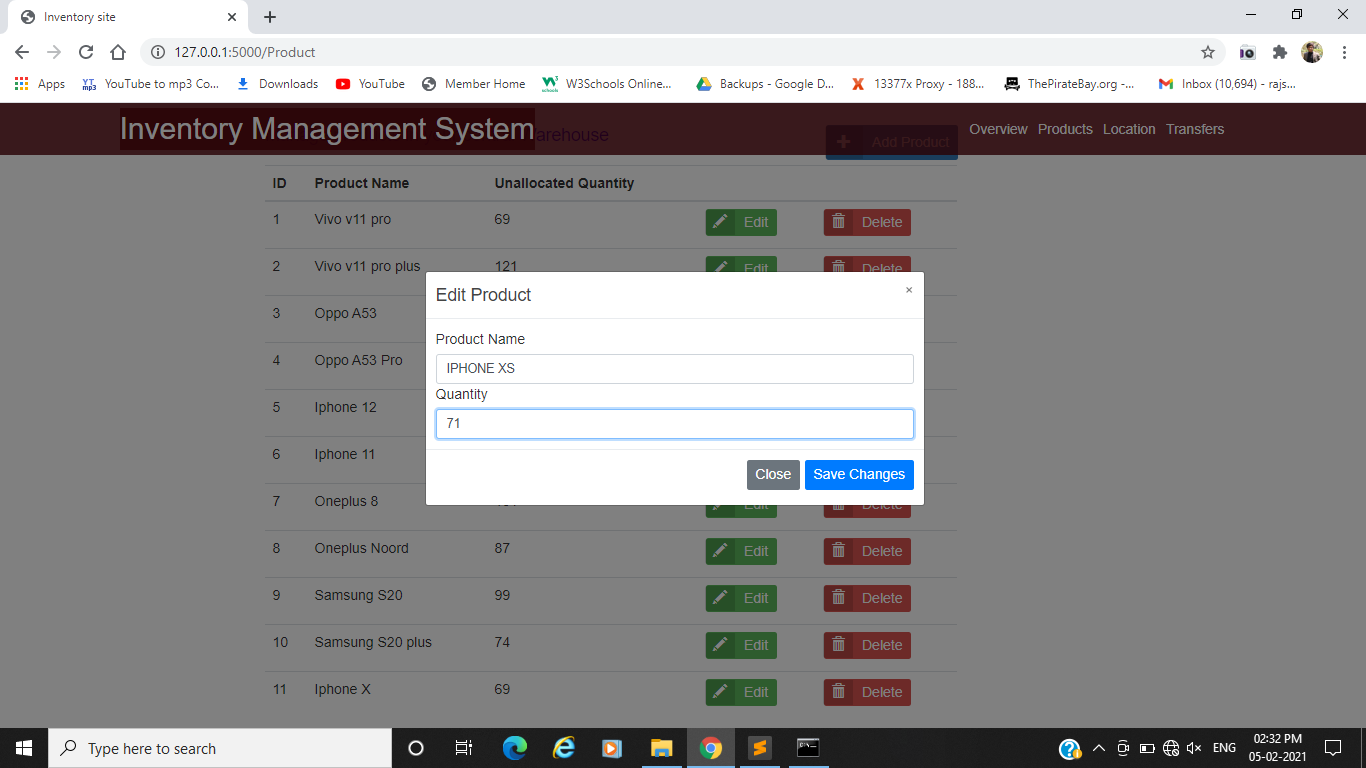 Inventory site
127.0.0.1:5000/Product
Apps YouTube to mp3 Co... Downloads YouTube Member Home W3Schools Online... Backups - Google D... 13377x Proxy - 188... ThePirateBay.org -... Inbox (10,694) - rajs...
Inventory Management System arehouse Add Product Overview Products Location Transfers
ID Product Name Unallocated Quantity
1 Vivo v11 pro 69 Edit Delete
2 Vivo v11 pro plus 121 Edit Delete
3 Oppo A53
4 Oppo A53 Pro
5 Iphone 12
6 Iphone 11
7 Oneplus 8 Edit Delete
8 Oneplus Noord 87 Edit Delete
9 Samsung S20 99 Edit Delete
10 Samsung S20 plus 74 Edit Delete
11 Iphone X 69 Edit Delete
Edit Product ×
Product Name
IPHONE XS
Quantity
71
Close Save Changes
Type here to search
ENG
02:32 PM
05-02-2021